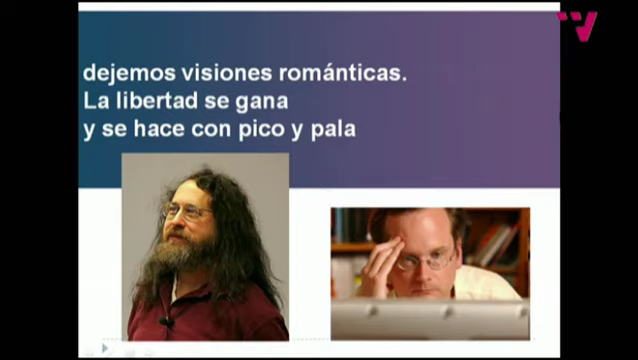 dejemos visiones románticas.
La libertad se gana
y se hace con pico y pala